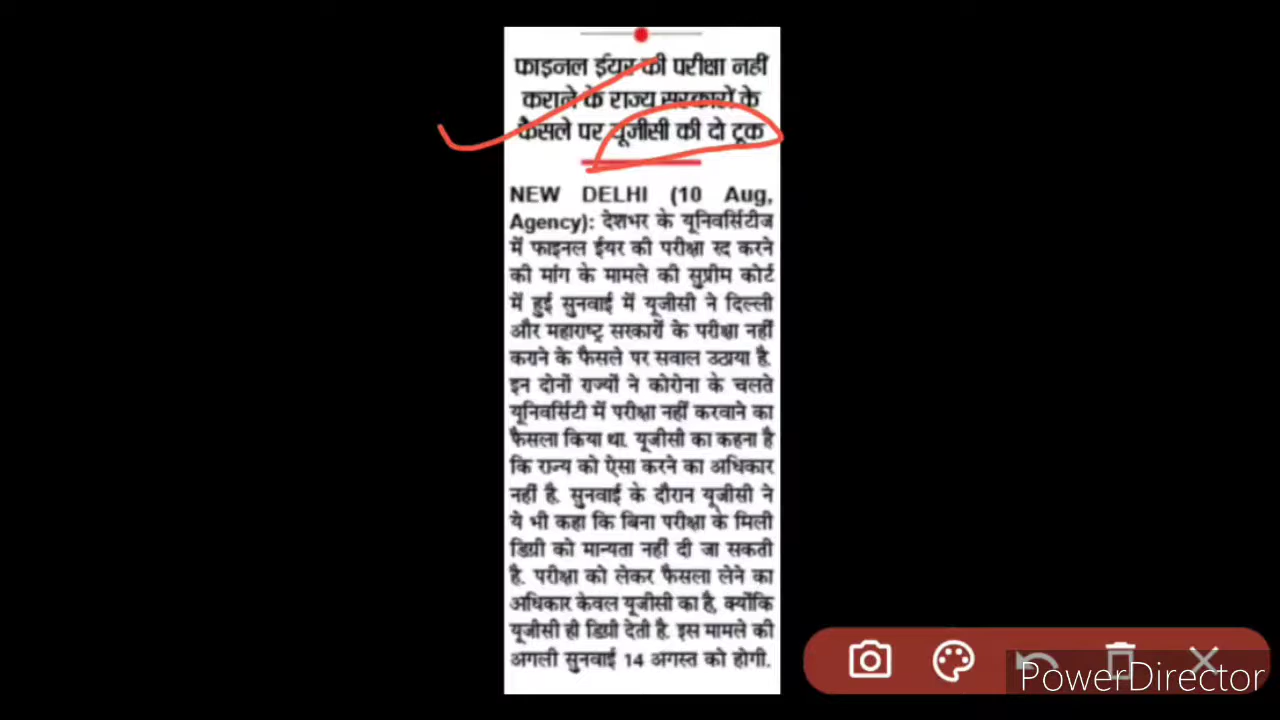 फाइनल ईयर की परीक्षा नहीं
कराने के राज्य सरकारों के
फैसले पर यूजीसी की दो टूक
NEW DELHI (10 Aug,
Agency): देशभर के यूनिवर्सिटीज
में फाइनल ईयर की परीक्षा रद करने
की मांग के मामले की सुप्रीम कोर्ट
में हुई सुनवाई में यूजीसी ने दिल्ली
और महाराष्ट्र सरकारों के परीक्षा नहीं
कराने के फैसले पर सवाल उठाया है.
इन दोनों राज्यों ने कोरोना के चलते
यूनिवर्सिटी में परीक्षा नहीं करवाने का
फैसला किया था. यूजीसी का कहना है
कि राज्य को ऐसा करने का अधिकार
नहीं है. सुनवाई के दौरान यूजीसी ने
ये भी कहा कि बिना परीक्षा के मिली
डिग्री को मान्यता नहीं दी जा सकती
है. परीक्षा को लेकर फैसला लेने का
अधिकार केवल यूजीसी का है, क्योंकि
यूजीसी ही डिग्री देती है. इस मामले की
अगली सुनवाई 14 अगस्त को होगी.
PowerDirector